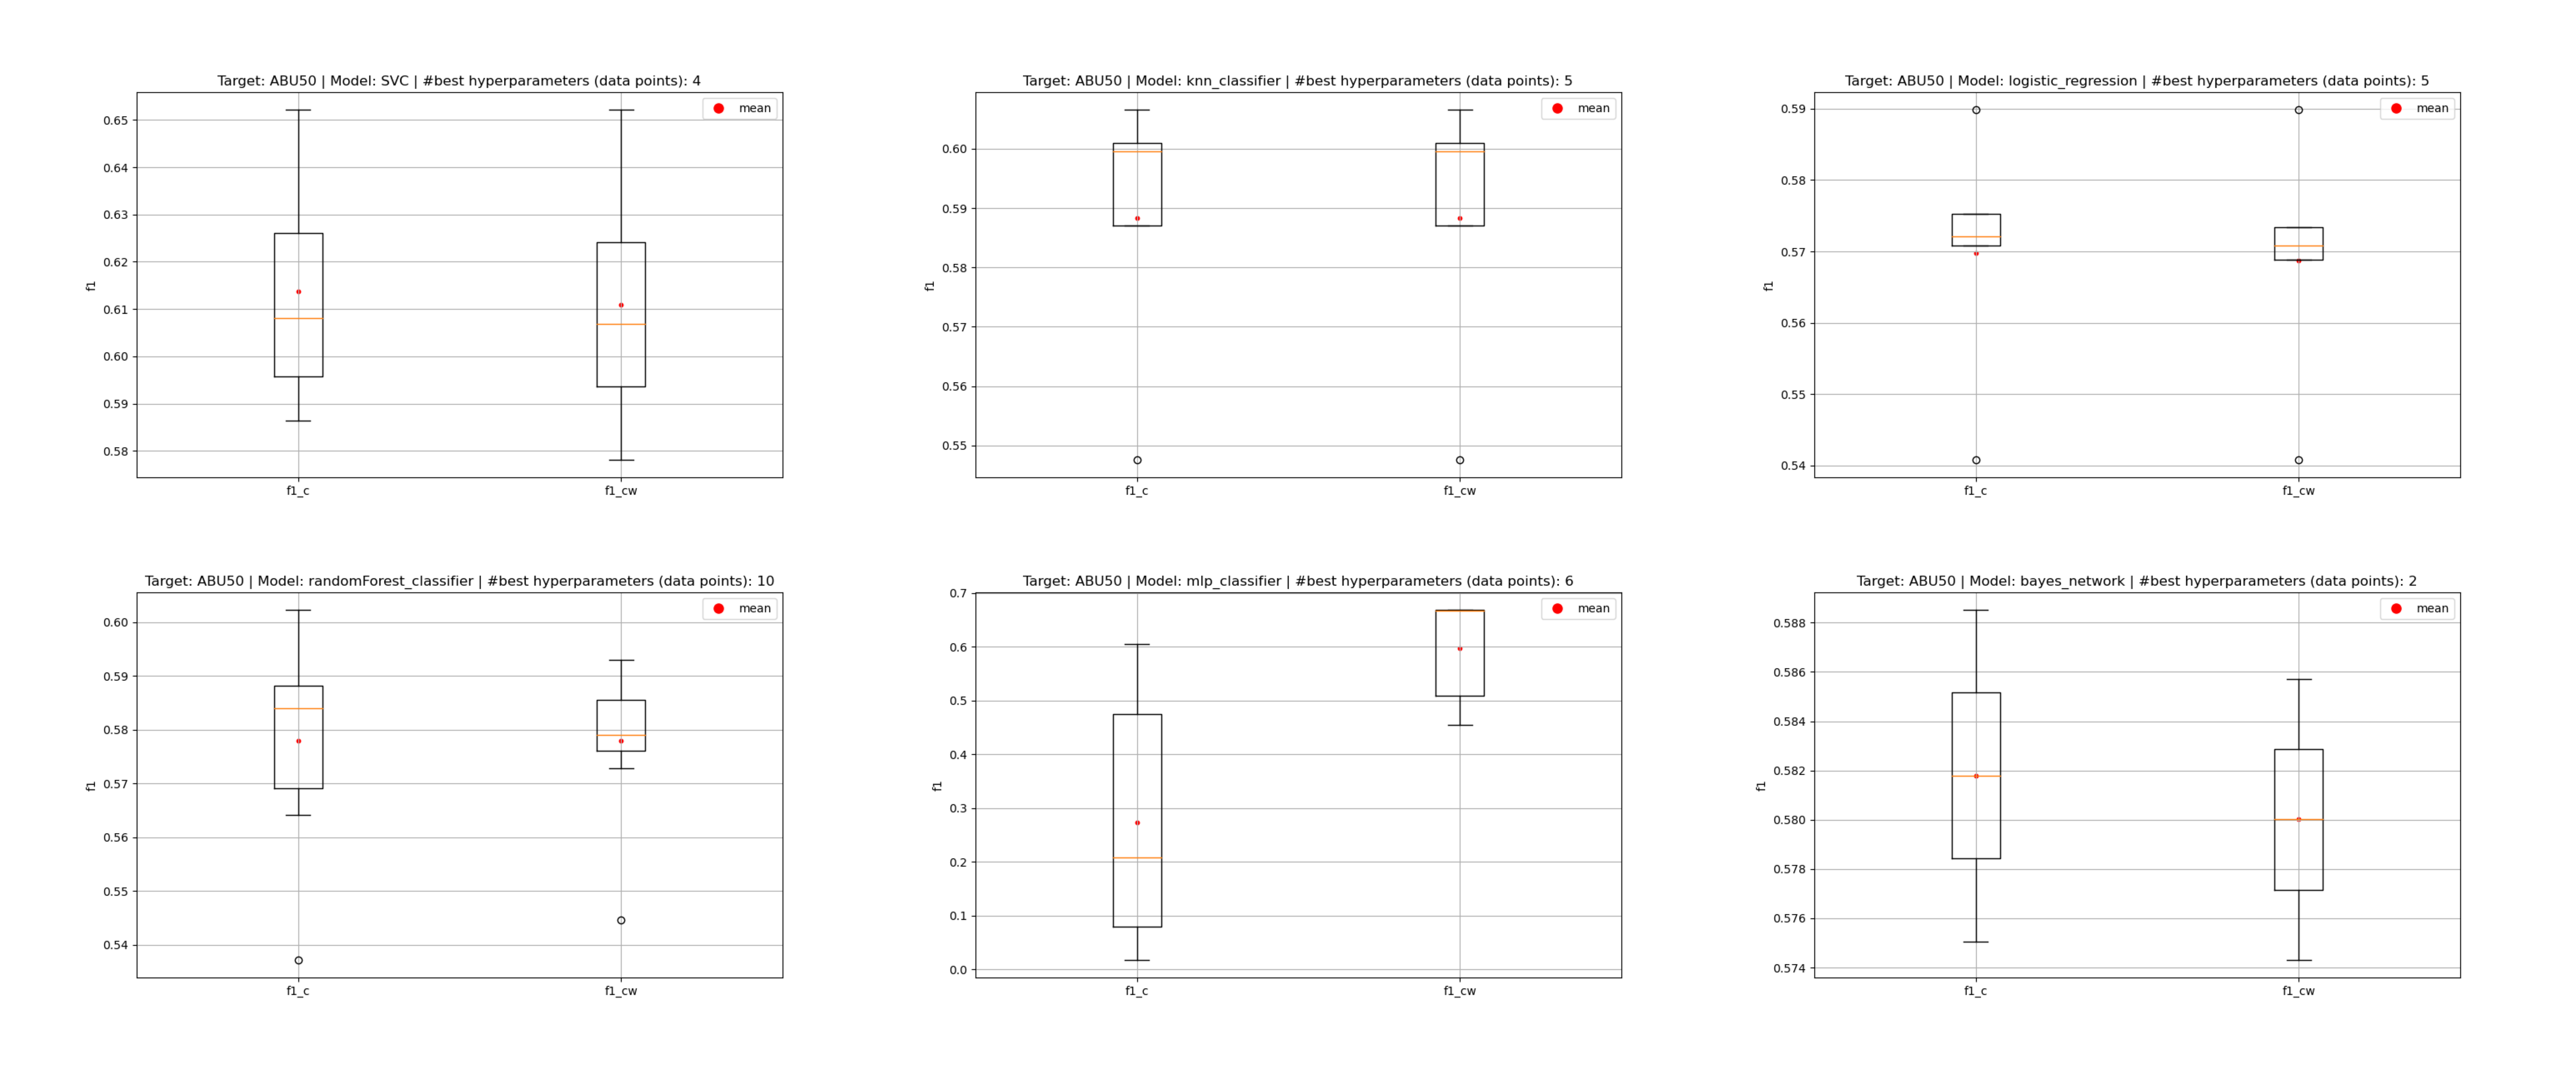 Target: ABU50 | Model: SVC | #best hyperparameters (data points): 4
mean
0.65
0.64
0.63
0.62
0.61
0.60
0.59
0.58
f1
f1_c
f1_cw
Target: ABU50 | Model: knn_classifier | #best hyperparameters (data points): 5
mean
0.60
0.59
0.58
0.57
0.56
0.55
f1
f1_c
f1_cw
Target: ABU50 | Model: logistic_regression | #best hyperparameters (data points): 5
mean
0.59
0.58
0.57
0.56
0.55
0.54
f1
f1_c
f1_cw
Target: ABU50 | Model: randomForest_classifier | #best hyperparameters (data points): 10
mean
0.60
0.59
0.58
0.57
0.56
0.55
0.54
f1
f1_c
f1_cw
Target: ABU50 | Model: mlp_classifier | #best hyperparameters (data points): 6
mean
0.7
0.6
0.5
0.4
0.3
0.2
0.1
0.0
f1
f1_c
f1_cw
Target: ABU50 | Model: bayes_network | #best hyperparameters (data points): 2
mean
0.588
0.586
0.584
0.582
0.580
0.578
0.576
0.574
f1
f1_c
f1_cw